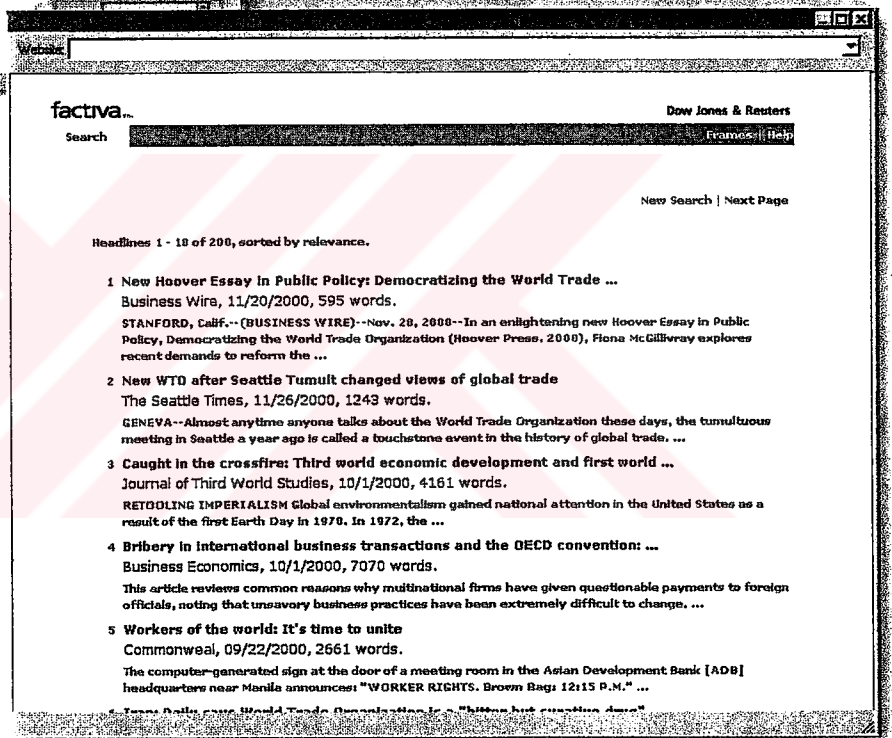 Website
factiva
Dow Jones & Reuters
Search
Frames | Help
New Search | Next Page
Headlines 1 - 10 of 200, sorted by relevance.
1 New Hoover Essay in Public Policy: Democratizing the World Trade ...
Business Wire, 11/20/2000, 595 words.
STANFORD, Calif.--(BUSINESS WIRE)--Nov. 20, 2000--In an enlightening new Hoover Essay in Public
Policy, Democratizing the World Trade Organization (Hoover Press, 2000), Fiona McGillivray explores
recent demands to reform the ...
2 New WTO after Seattle Tumult changed views of global trade
The Seattle Times, 11/26/2000, 1243 words.
GENEVA--Almost anytime anyone talks about the World Trade Organization these days, the tumultuous
meeting in Seattle a year ago is called a touchstone event in the history of global trade. ...
3 Caught in the crossfire: Third world economic development and first world ...
Journal of Third World Studies, 10/1/2000, 4161 words.
RETOOLING IMPERIALISM Global environmentalism gained national attention in the United States as a
result of the first Earth Day in 1970. In 1972, the ...
4 Bribery in international business transactions and the OECD convention: ...
Business Economics, 10/1/2000, 7070 words.
This article reviews common reasons why multinational firms have given questionable payments to foreign
officials, noting that unsavory business practices have been extremely difficult to change. ...
5 Workers of the world: It's time to unite
Commonweal, 09/22/2000, 2661 words.
The computer-generated sign at the door of a meeting room in the Asian Development Bank [ADB]
headquarters near Manila announces: "WORKER RIGHTS. Brown Bag: 12:15 P.M." ...
Daily says World Trade Organization is a "bitter but curative drug"